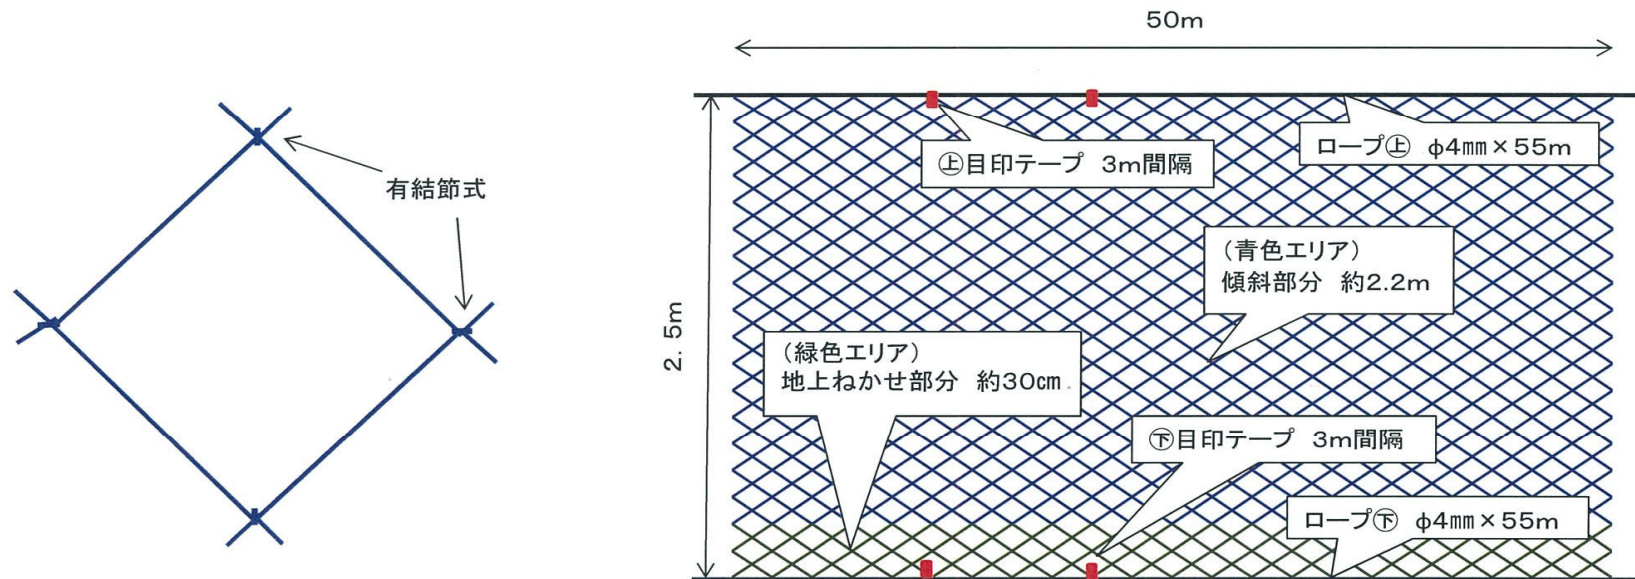 50m
ロープ㊤ φ4㎜×55m
㊤目印テープ 3m間隔
有結節式
(青色エリア)
傾斜部分 約2.2m
2.5m
(緑色エリア)
地上ねかせ部分 約30㎝
㊦目印テープ 3m間隔
ロープ㊦ φ4㎜×55m